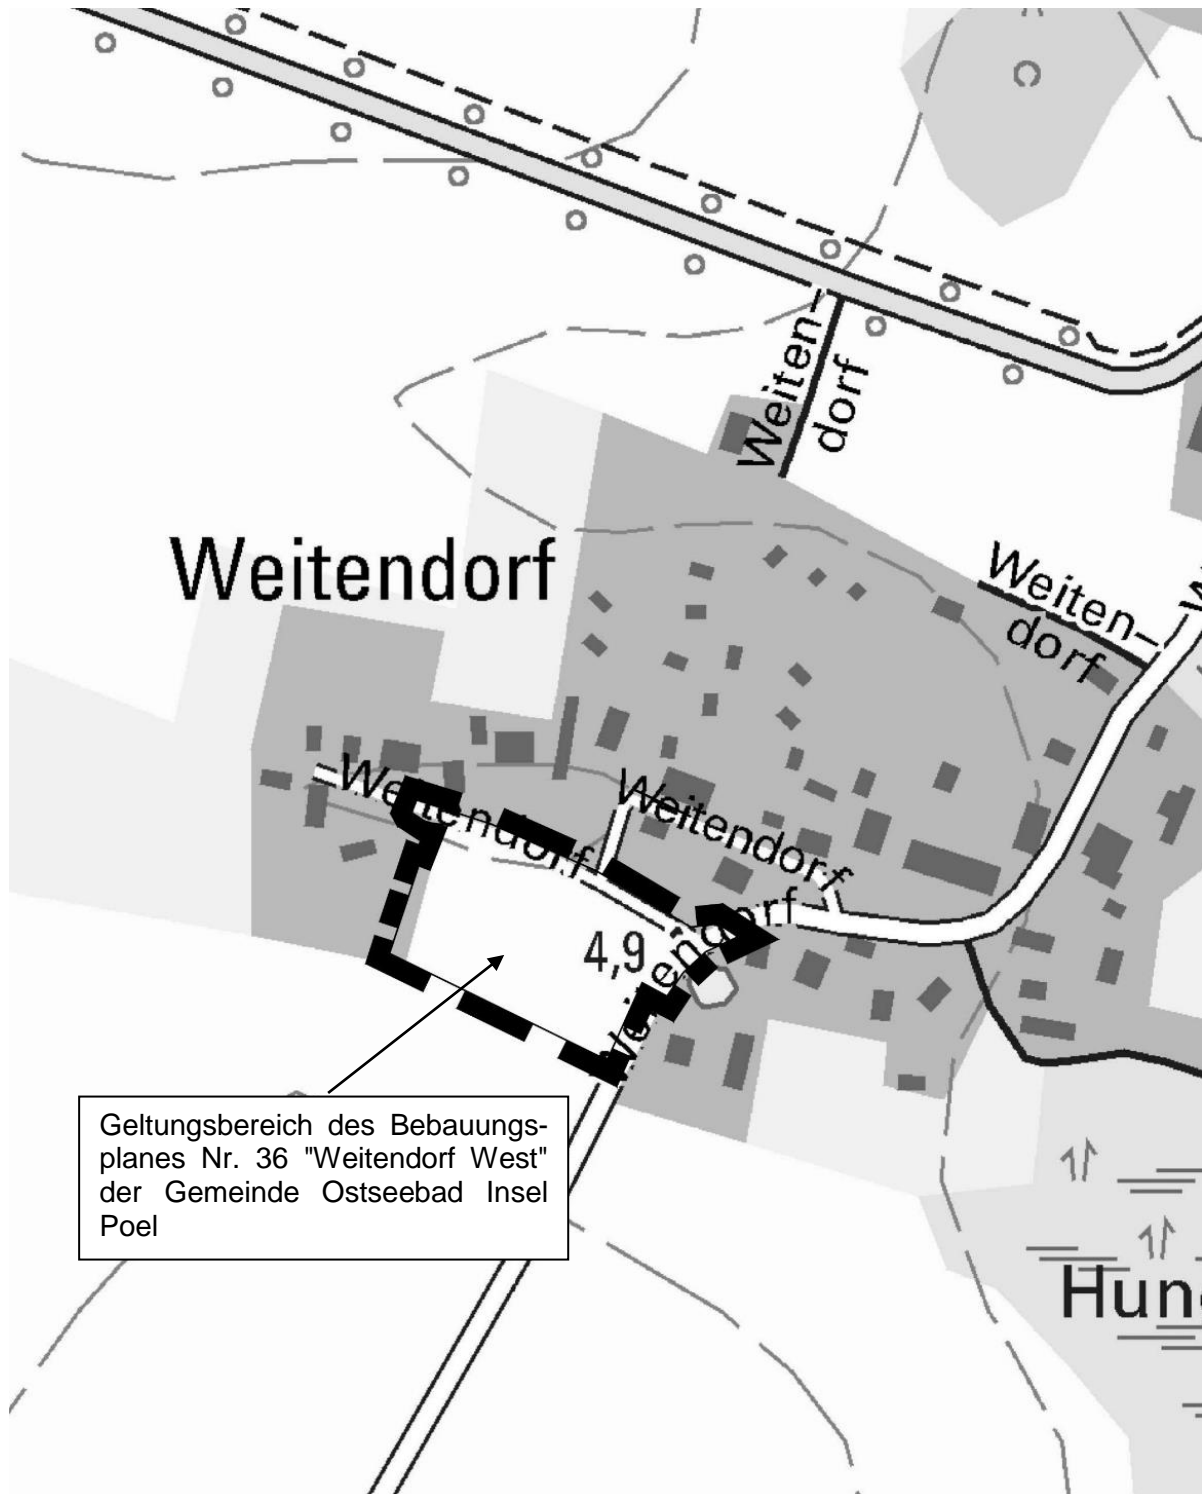 Weiten-
dorf
Weitendorf
Weiten-
dorf
Weitendorf
Weitendorf
4,9
Weitendorf
Geltungsbereich des Bebauungs-
planes Nr. 36 "Weitendorf West"
der Gemeinde Ostseebad Insel
Poel